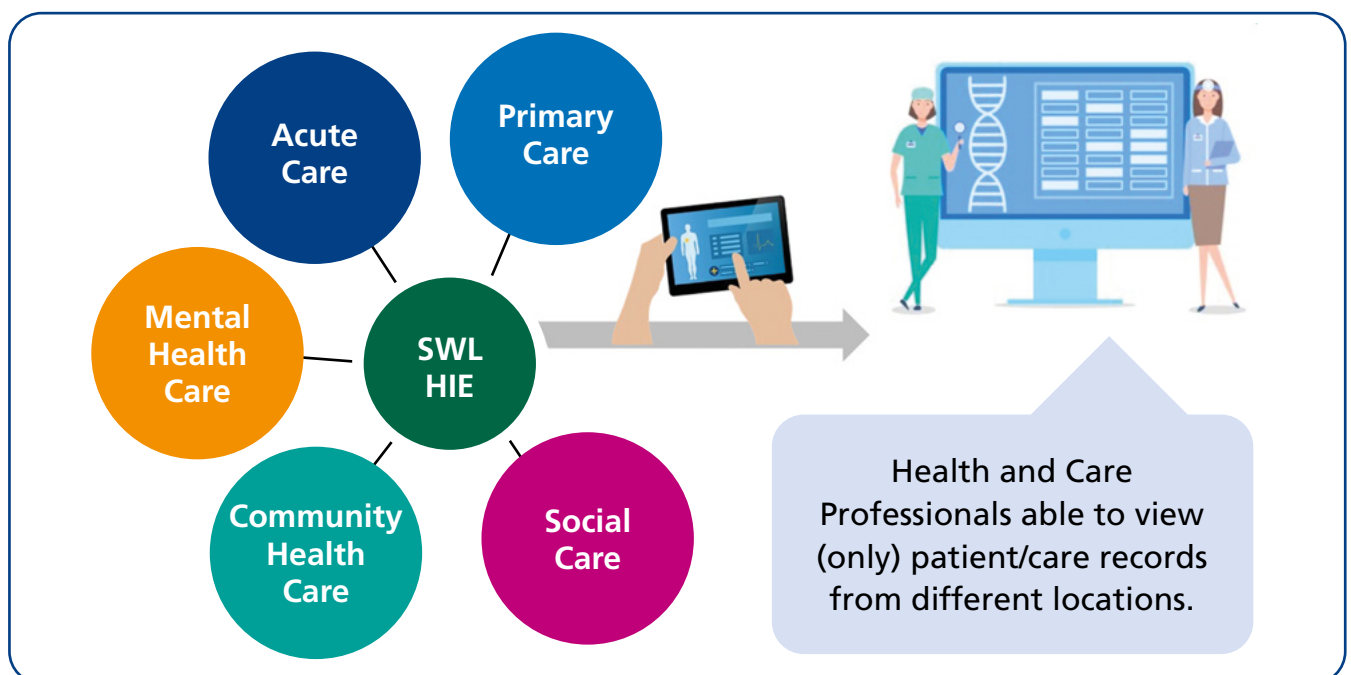 Acute
Care
Primary
Care
Mental
Health
Care
SWL
HIE
Community
Health
Care
Social
Care
Health and Care
Professionals able to view
(only) patient/care records
from different locations.